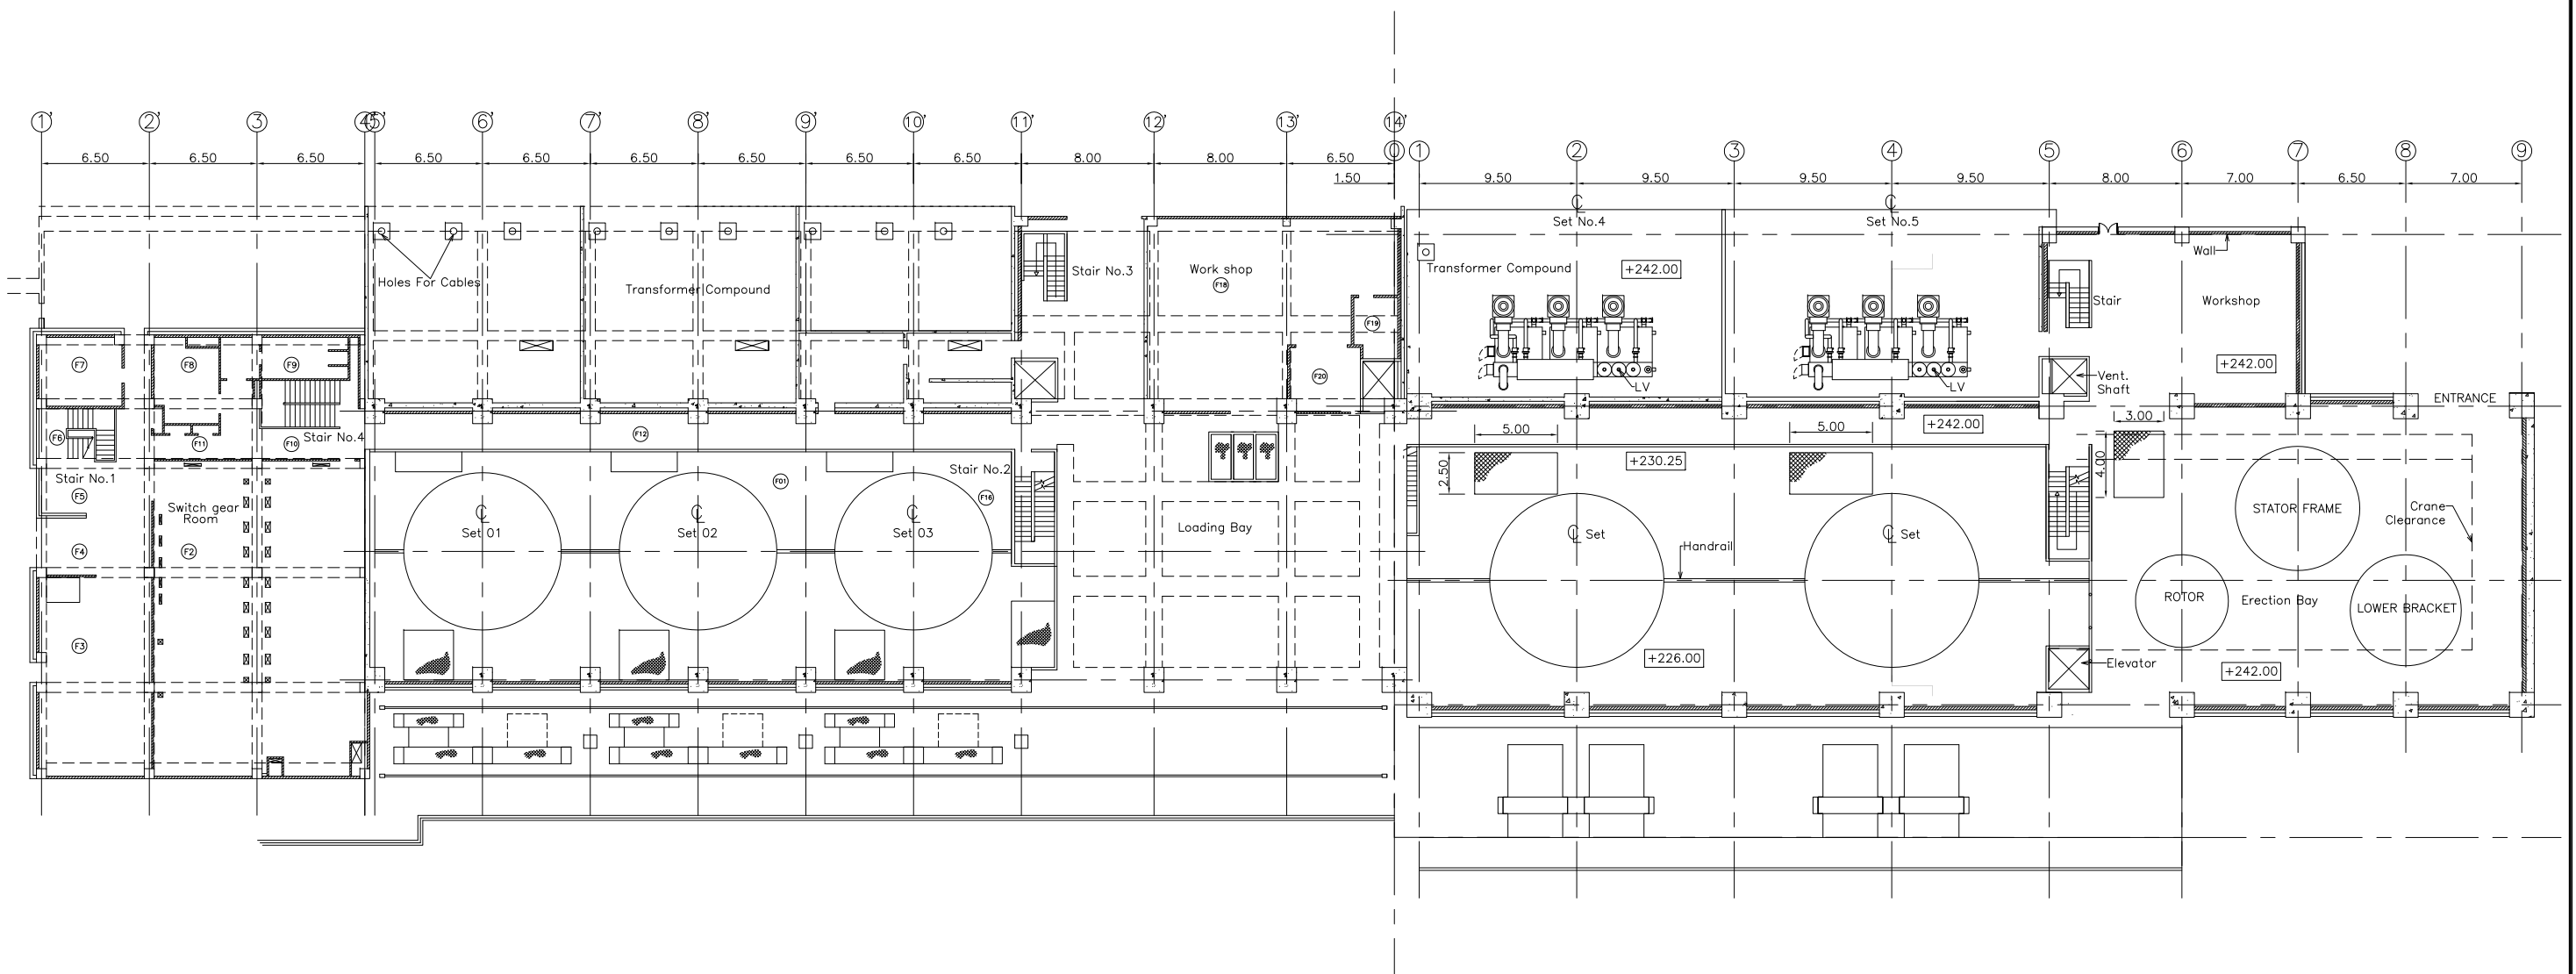 1' 2' 3 4' 5' 6' 7' 8' 9' 10' 11' 12' 13' 14'
0 1 2 3 4 5 6 7 8 9
6.50 6.50 6.50 6.50 6.50 6.50 6.50 6.50 6.50 8.00 8.00 6.50
1.50 9.50 9.50 9.50 9.50 8.00 7.00 6.50 7.00
℄ ℄
Set No.4 Set No.5
Wall
Holes For Cables
Transformer Compound
Stair No.3
Work shop
F18
Transformer Compound
+242.00
Stair
Workshop
F19
F7 F8 F9
F20
+242.00
LV LV
Vent.
Shaft
ENTRANCE
3.00
+242.00
5.00 5.00
F6 F11 F10
Stair No.4
F12
Stair No.1
F5
Stair No.2
F01
F16
2.50
+230.25
4.00
Switch gear
Room
℄ ℄ ℄
Set 01 Set 02 Set 03
Loading Bay
℄ Set ℄ Set
STATOR FRAME
Crane
Clearance
F4 F2
Handrail
ROTOR
Erection Bay
LOWER BRACKET
F3
+226.00
Elevator
+242.00